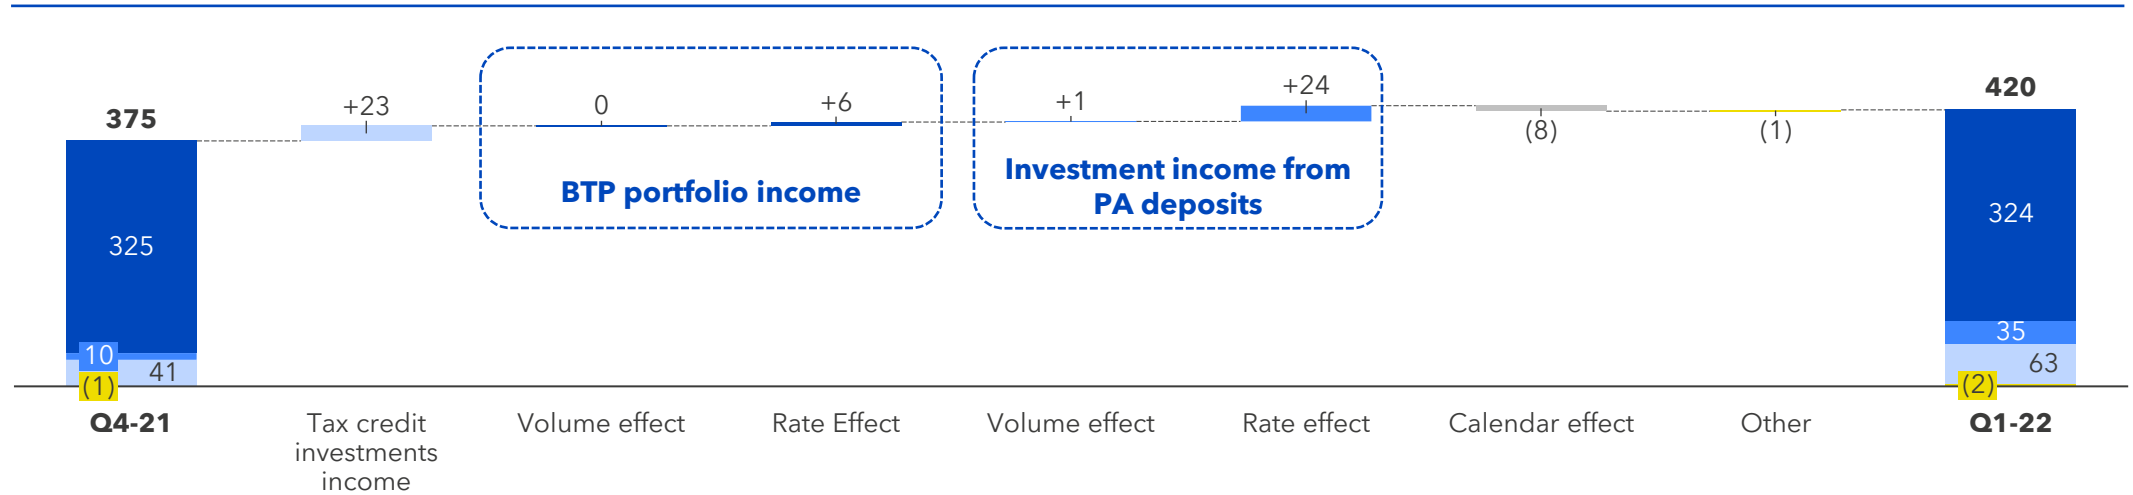 375
+23
0
+6
+1
+24
(8)
(1)
420
BTP portfolio income
Investment income from
PA deposits
325
10
41
(1)
324
35
63
(2)
Q4-21
Tax credit
investments
income
Volume effect
Rate Effect
Volume effect
Rate effect
Calendar effect
Other
Q1-22